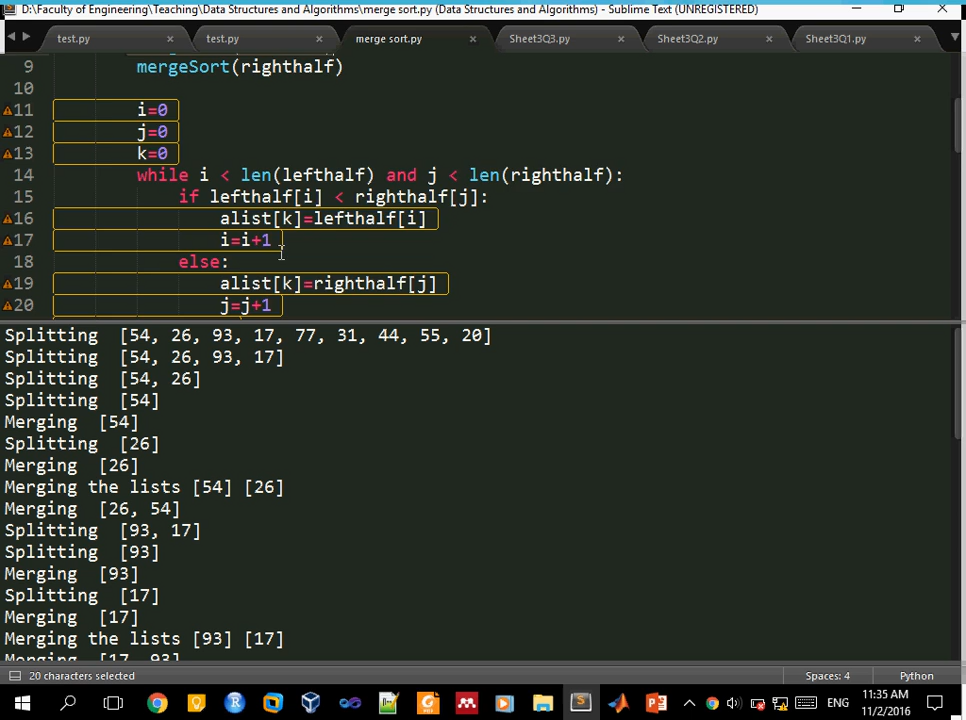 D:\Faculty of Engineering\Teaching\Data Structures and Algorithms\merge sort.py (Data Structures and Algorithms) - Sublime Text (UNREGISTERED)
test.py test.py merge sort.py Sheet3Q3.py Sheet3Q2.py Sheet3Q1.py
9 mergeSort(righthalf)
10
11 i=0
12 j=0
13 k=0
14 while i < len(lefthalf) and j < len(righthalf):
15 if lefthalf[i] < righthalf[j]:
16 alist[k]=lefthalf[i]
17 i=i+1
18 else:
19 alist[k]=righthalf[j]
20 j=j+1
Splitting [54, 26, 93, 17, 77, 31, 44, 55, 20]
Splitting [54, 26, 93, 17]
Splitting [54, 26]
Splitting [54]
Merging [54]
Splitting [26]
Merging [26]
Merging the lists [54] [26]
Merging [26, 54]
Splitting [93, 17]
Splitting [93]
Merging [93]
Splitting [17]
Merging [17]
Merging the lists [93] [17]
Merging [17, 93]
20 characters selected Spaces: 4 Python
ENG
11:35 AM
11/2/2016